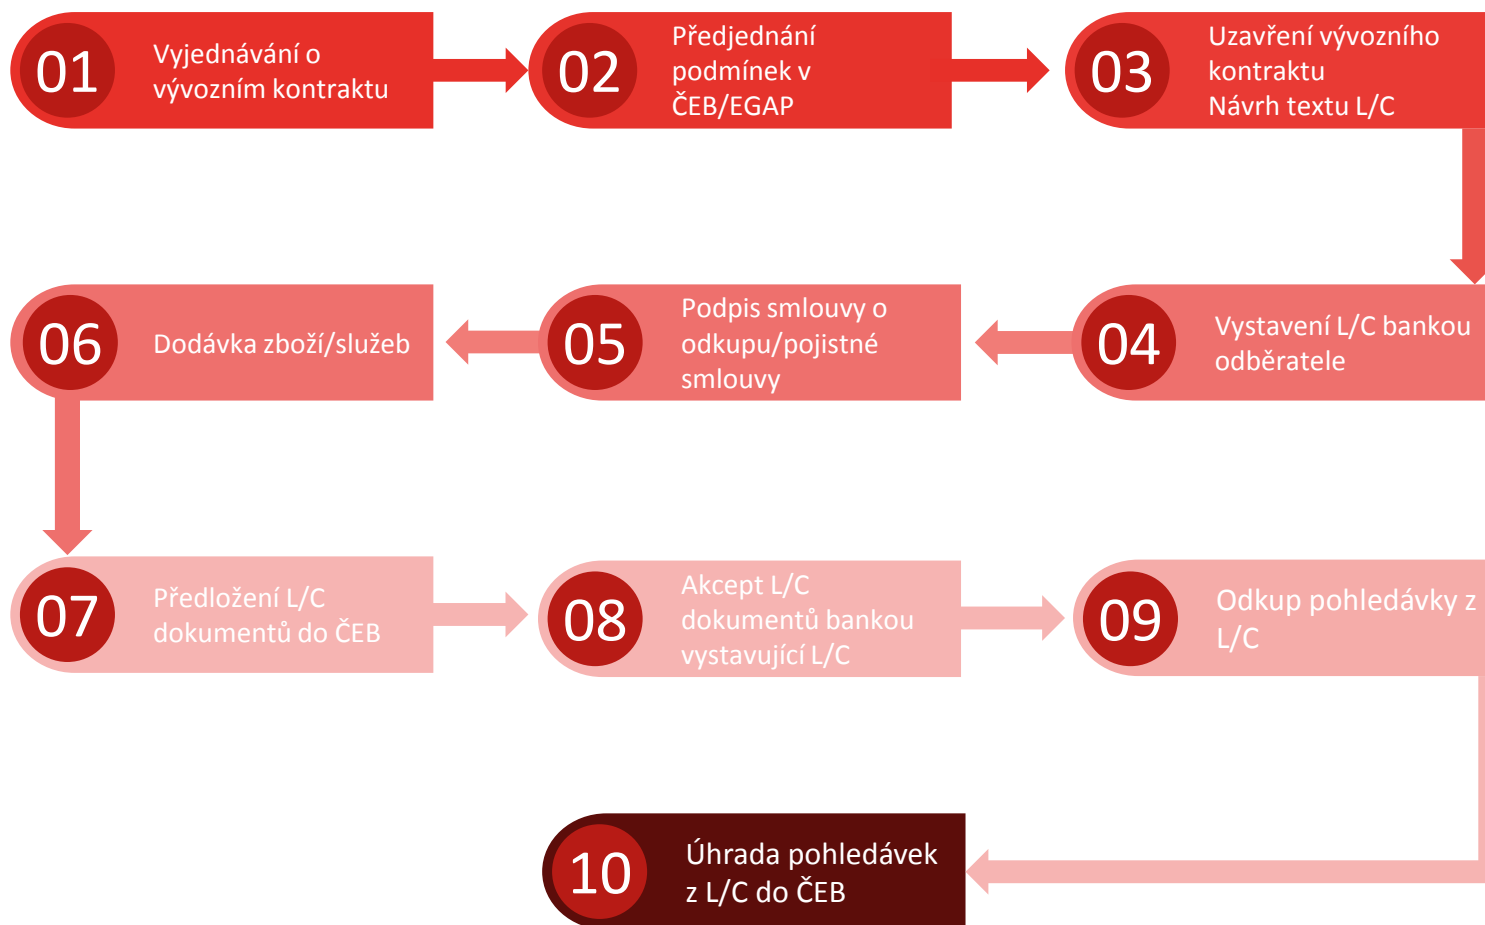 01
Vyjednávání o
vývozním kontraktu
02
Předjednání
podmínek v
ČEB/EGAP
03
Uzavření vývozního
kontraktu
Návrh textu L/C
04
Vystavení L/C bankou
odběratele
05
Podpis smlouvy o
odkupu/pojistné
smlouvy
06
Dodávka zboží/služeb
07
Předložení L/C
dokumentů do ČEB
08
Akcept L/C
dokumentů bankou
vystavující L/C
09
Odkup pohledávky z
L/C
10
Úhrada pohledávek
z L/C do ČEB